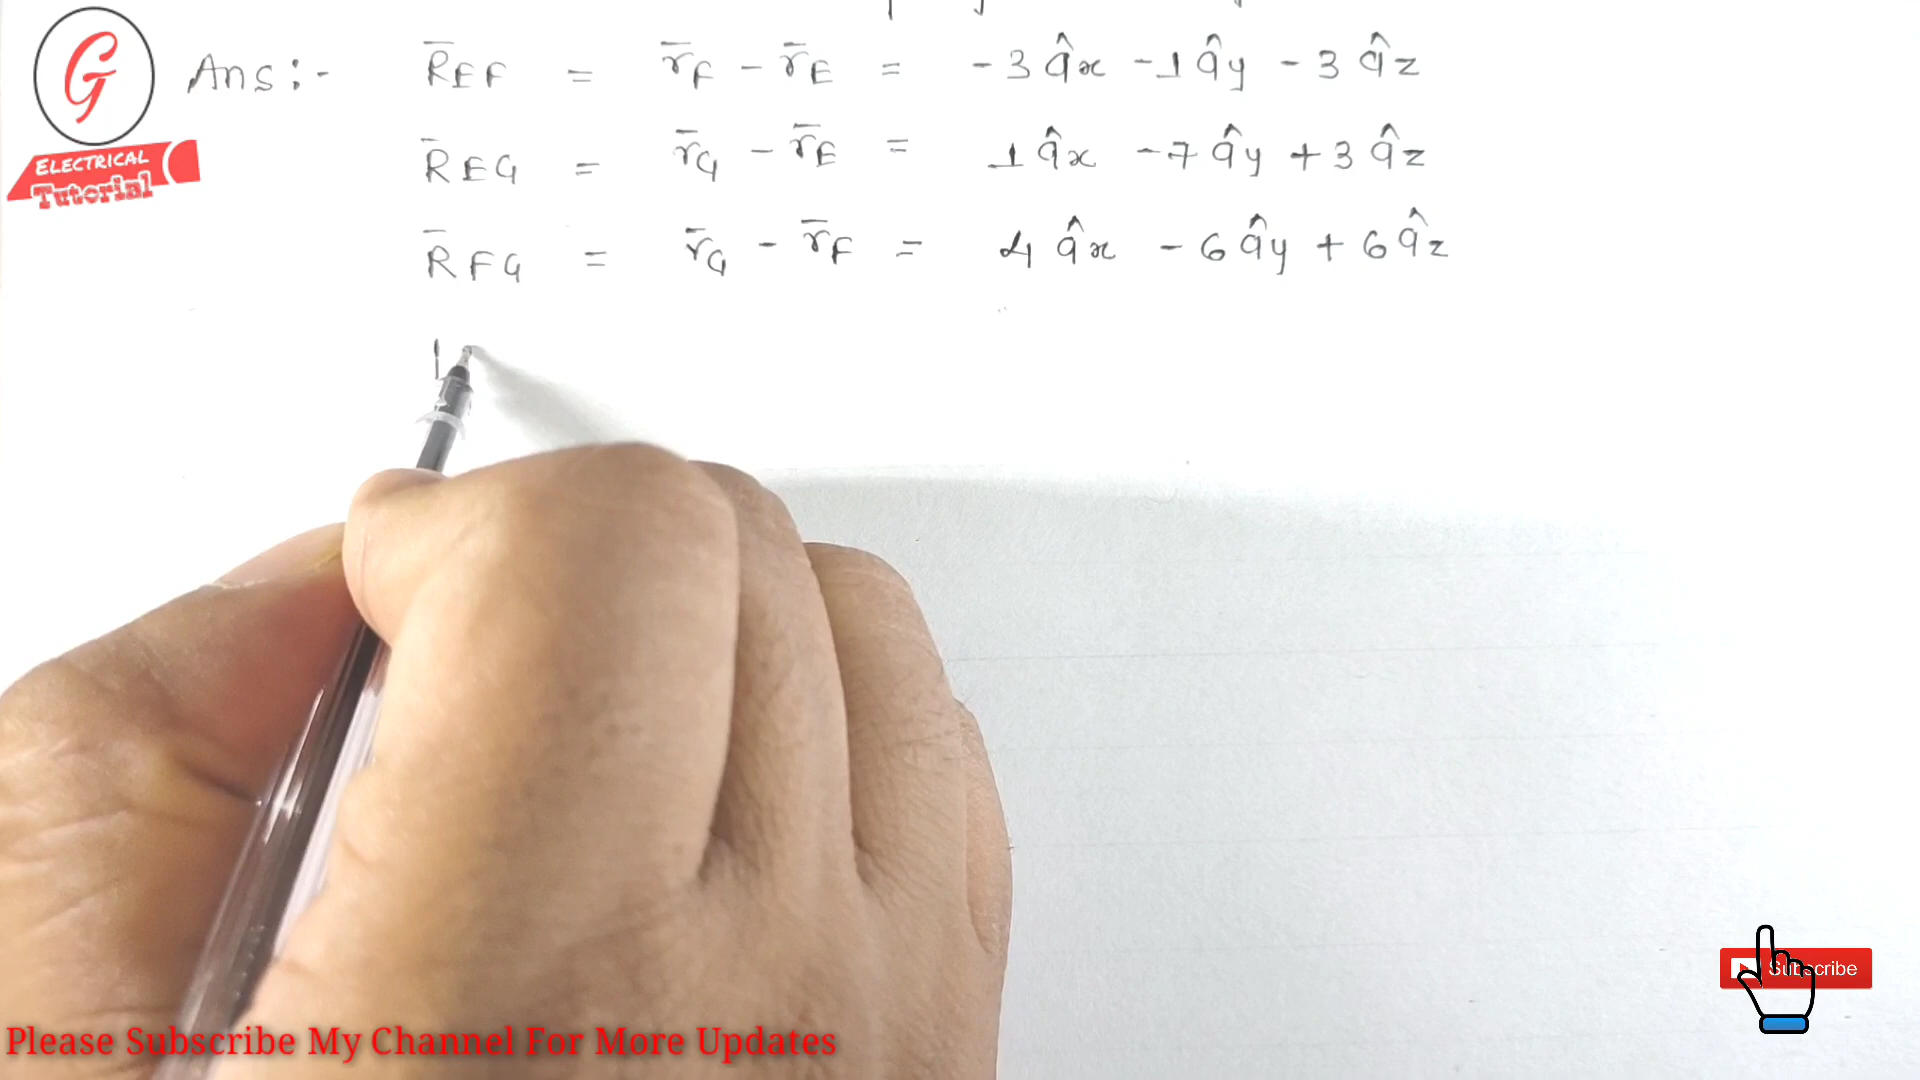 G
ELECTRICAL
Tutorial
Ans :- R̅EF = r̅F - r̅E = -3 âx -1 ây - 3 âz
R̅EG = r̅G - r̅E = 1 âx -7 ây + 3 âz
R̅FG = r̅G - r̅F = 4 âx - 6 ây + 6 âz
Subscribe
Please Subscribe My Channel For More Updates